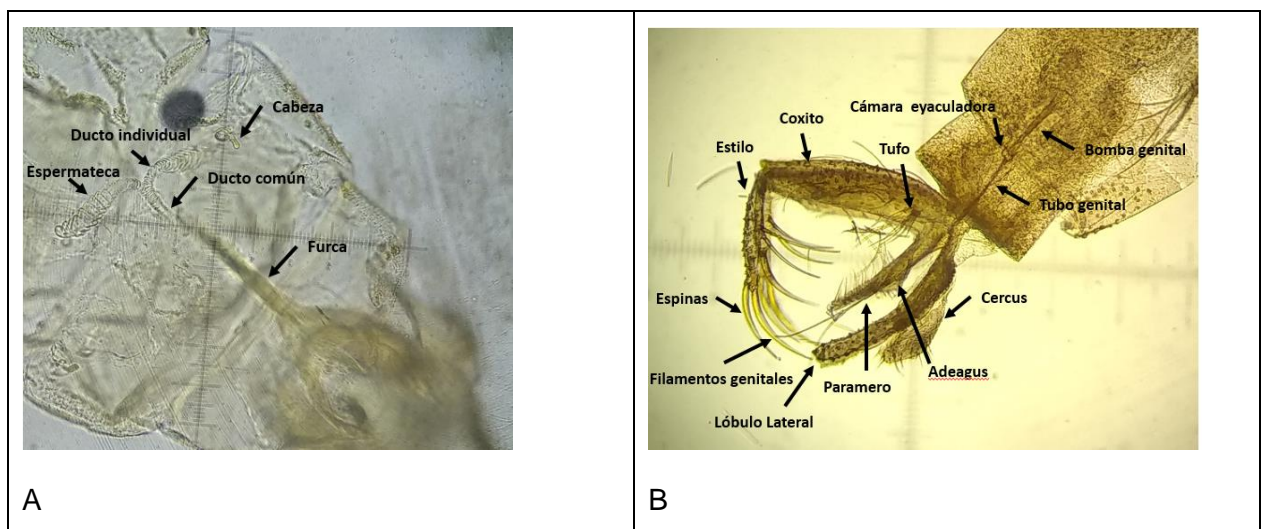 Cabeza
Ducto individual
Espermateca
Ducto común
Furca
A
Cámara eyaculadora
Coxito
Estilo
Tufo
Bomba genital
Tubo genital
Espinas
Cercus
Filamentos genitales
Paramero
Adeagus
Lóbulo Lateral
B